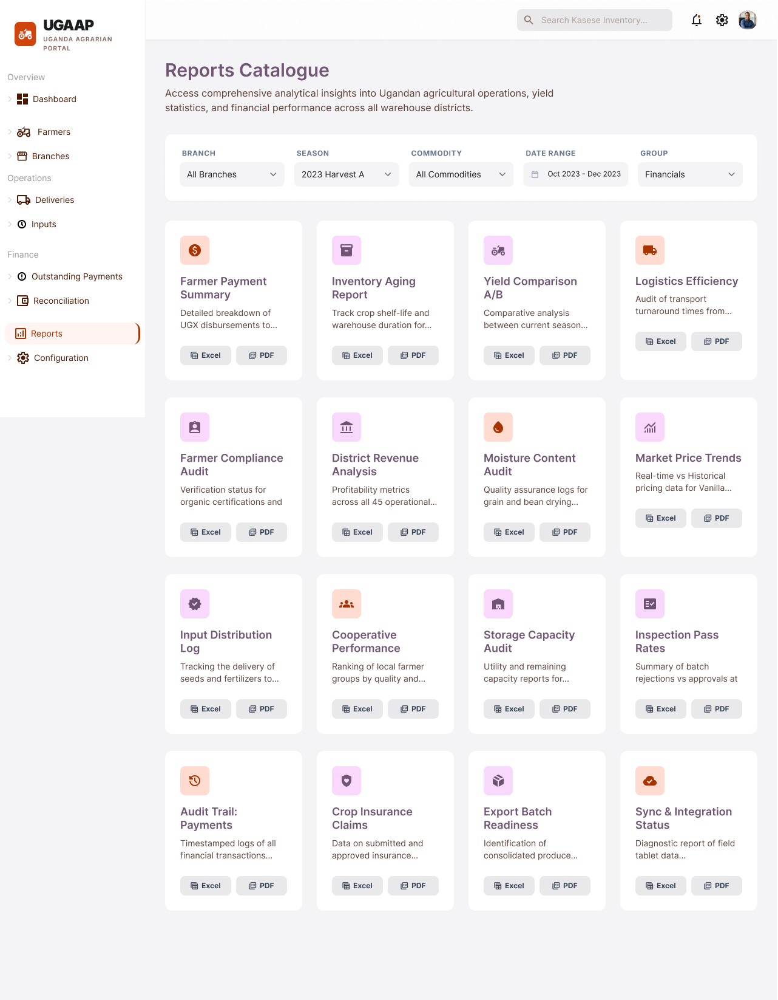 UGAAP
UGANDA AGRARIAN
PORTAL
Overview
Dashboard
Farmers
Branches
Operations
Deliveries
Inputs
Finance
Outstanding Payments
Reconciliation
Reports
Configuration
Search Kasese Inventory...
Reports Catalogue
Access comprehensive analytical insights into Ugandan agricultural operations, yield
statistics, and financial performance across all warehouse districts.
BRANCH
All Branches
SEASON
2023 Harvest A
COMMODITY
All Commodities
DATE RANGE
Oct 2023 - Dec 2023
GROUP
Financials
Farmer Payment
Summary
Detailed breakdown of
UGX disbursements to...
Excel
PDF
Inventory Aging
Report
Track crop shelf-life and
warehouse duration for...
Excel
PDF
Yield Comparison
A/B
Comparative analysis
between current season...
Excel
PDF
Logistics Efficiency
Audit of transport
turnaround times from...
Excel
PDF
Farmer Compliance
Audit
Verification status for
organic certifications and
Excel
PDF
District Revenue
Analysis
Profitability metrics
across all 45 operational...
Excel
PDF
Moisture Content
Audit
Quality assurance logs for
grain and bean drying...
Excel
PDF
Market Price Trends
Real-time vs Historical
pricing data for Vanilla...
Excel
PDF
Input Distribution
Log
Tracking the delivery of
seeds and fertilizers to...
Excel
PDF
Cooperative
Performance
Ranking of local farmer
groups by quality and...
Excel
PDF
Storage Capacity
Audit
Utility and remaining
capacity reports for...
Excel
PDF
Inspection Pass
Rates
Summary of batch
rejections vs approvals at
Excel
PDF
Audit Trail:
Payments
Timestamped logs of all
financial transactions...
Excel
PDF
Crop Insurance
Claims
Data on submitted and
approved insurance...
Excel
PDF
Export Batch
Readiness
Identification of
consolidated produce...
Excel
PDF
Sync & Integration
Status
Diagnostic report of field
tablet data...
Excel
PDF